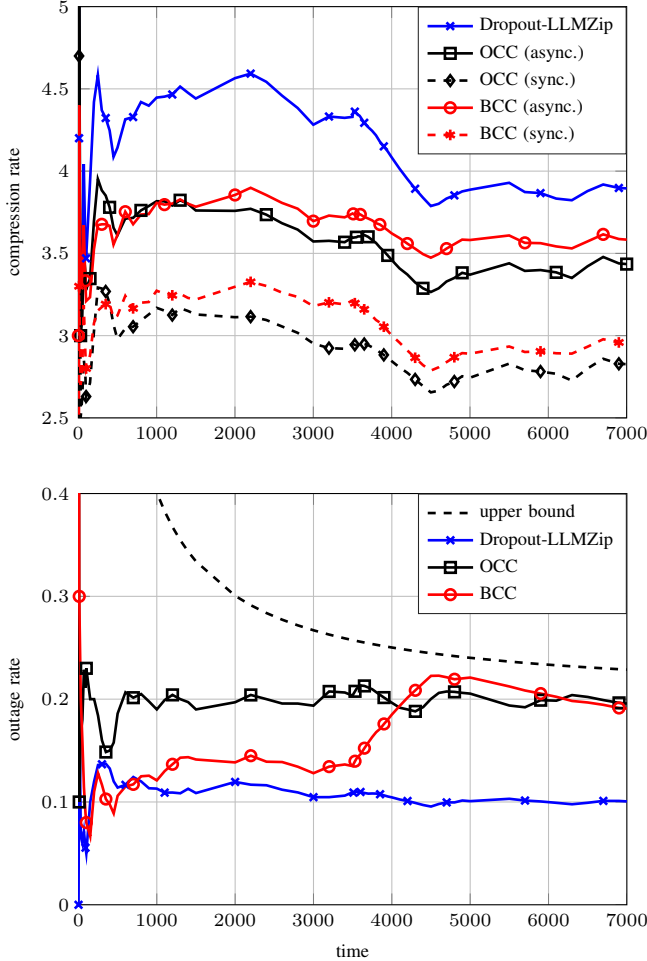 5
4.5
4
3.5
3
2.5
compression rate
Dropout-LLMZip
OCC (async.)
OCC (sync.)
BCC (async.)
BCC (sync.)
0 1000 2000 3000 4000 5000 6000 7000
0.4
0.3
0.2
0.1
0
outage rate
upper bound
Dropout-LLMZip
OCC
BCC
0 1000 2000 3000 4000 5000 6000 7000
time